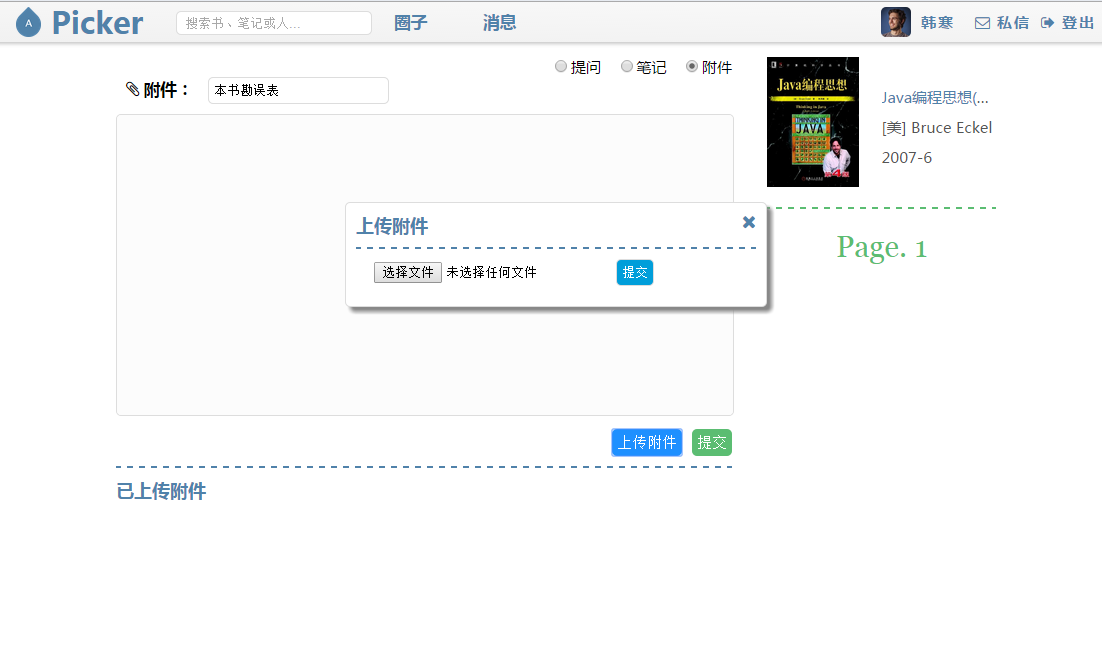 A Picker 搜索书、笔记或人... 圈子 消息 韩寒 私信 登出
提问 笔记 附件
附件： 本书勘误表
Java编程思想
THINKING IN
JAVA
Java编程思想(...
[美] Bruce Eckel
2007-6
Page. 1
上传附件
选择文件 未选择任何文件 提交
上传附件 提交
已上传附件